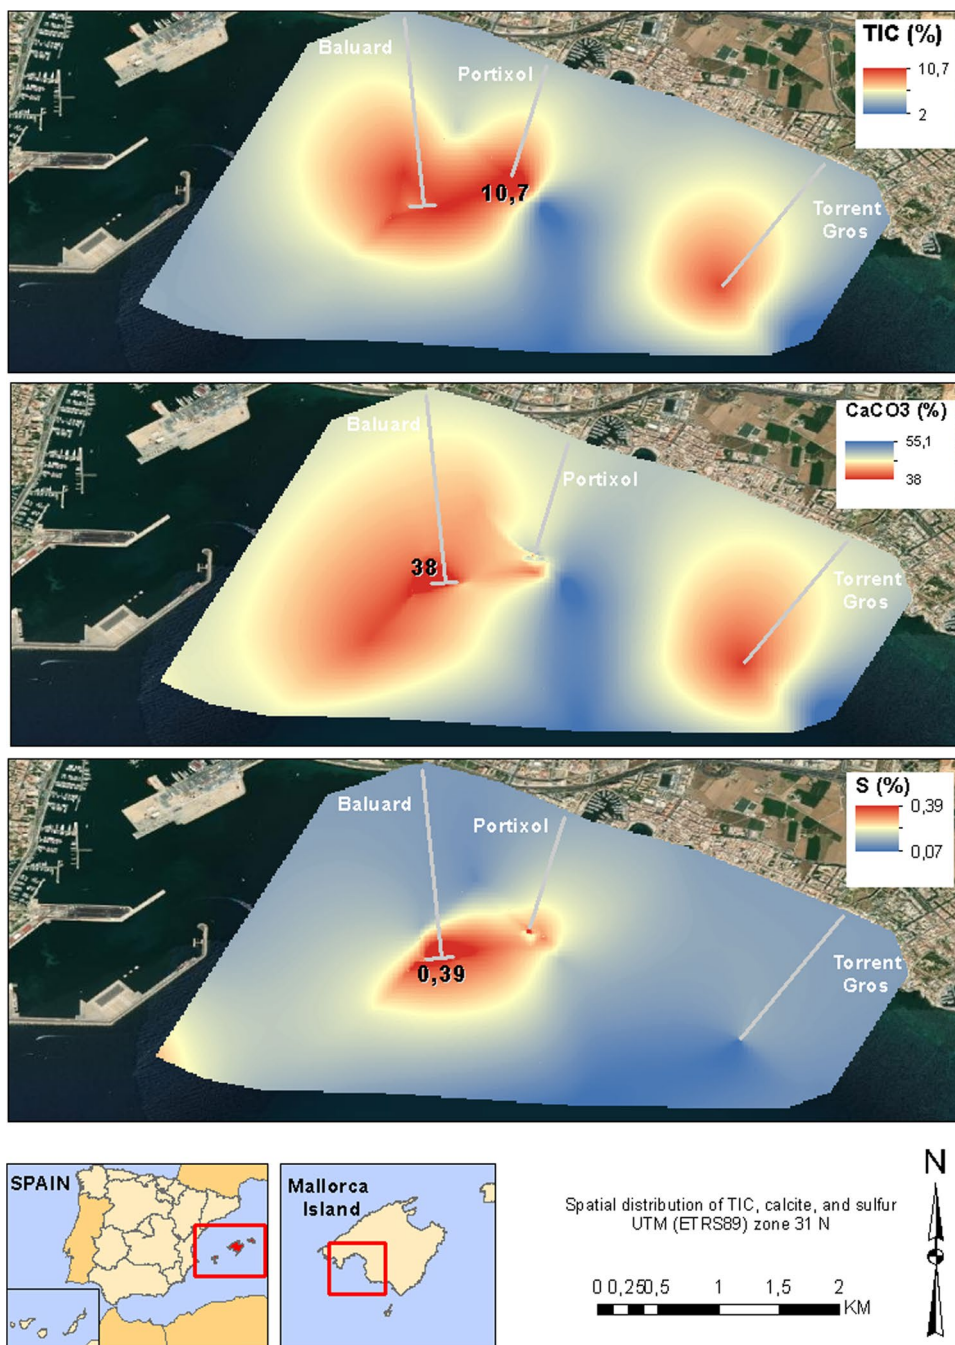 TIC (%)
10,7
2
Baluard
Portixol
10,7
Torrent
Gros
CaCO3 (%)
55,1
38
Baluard
Portixol
38
Torrent
Gros
S (%)
0,39
0,07
Baluard
Portixol
0,39
Torrent
Gros
SPAIN
Mallorca
Island
Spatial distribution of TIC, calcite, and sulfur
UTM (ETRS89) zone 31 N
0 0,250,5 1 1,5 2
KM
N